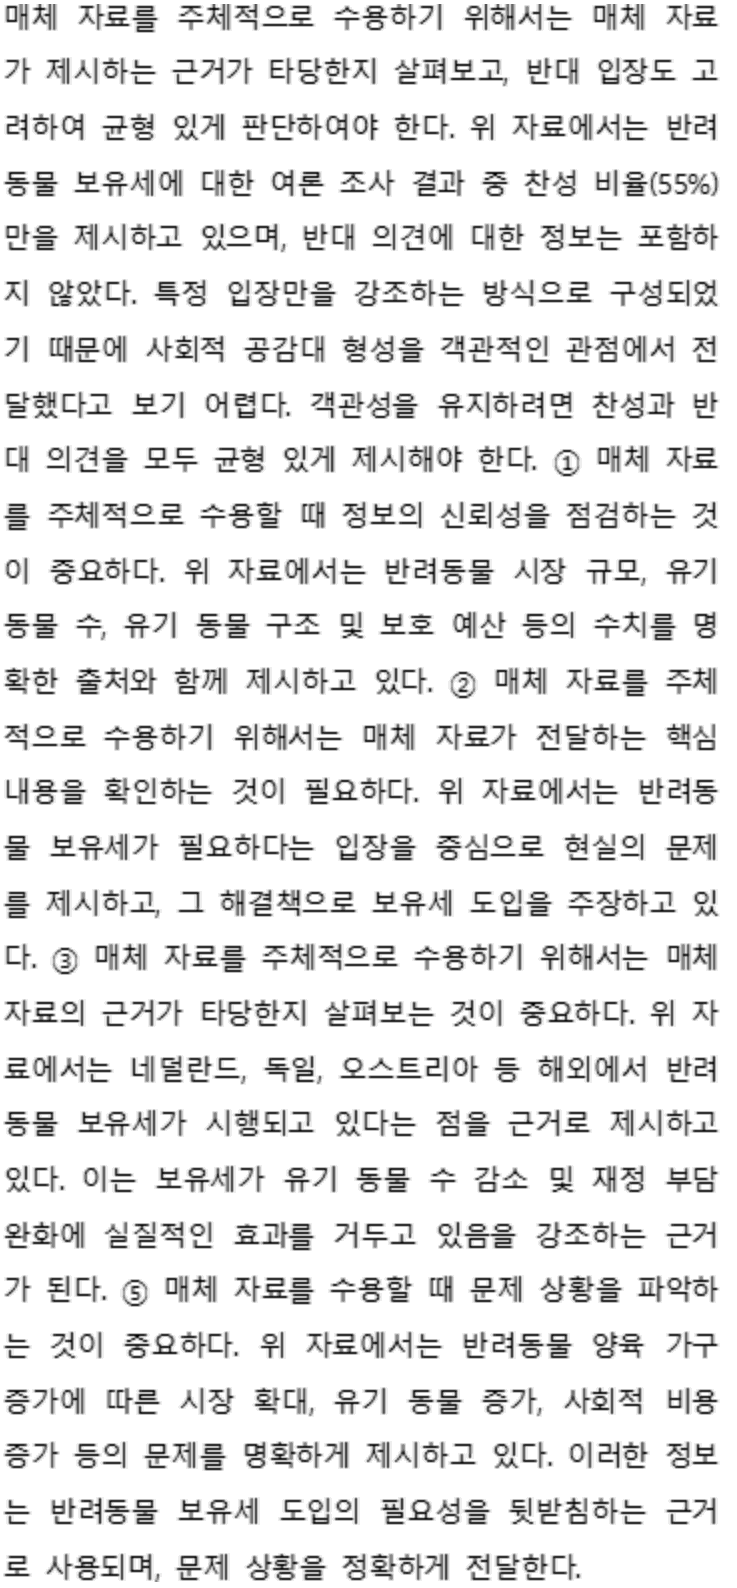 매체 자료를 주체적으로 수용하기 위해서는 매체 자료
가 제시하는 근거가 타당한지 살펴보고, 반대 입장도 고
려하여 균형 있게 판단하여야 한다. 위 자료에서는 반려
동물 보유세에 대한 여론 조사 결과 중 찬성 비율(55%)
만을 제시하고 있으며, 반대 의견에 대한 정보는 포함하
지 않았다. 특정 입장만을 강조하는 방식으로 구성되었
기 때문에 사회적 공감대 형성을 객관적인 관점에서 전
달했다고 보기 어렵다. 객관성을 유지하려면 찬성과 반
대 의견을 모두 균형 있게 제시해야 한다. ① 매체 자료
를 주체적으로 수용할 때 정보의 신뢰성을 점검하는 것
이 중요하다. 위 자료에서는 반려동물 시장 규모, 유기
동물 수, 유기 동물 구조 및 보호 예산 등의 수치를 명
확한 출처와 함께 제시하고 있다. ② 매체 자료를 주체
적으로 수용하기 위해서는 매체 자료가 전달하는 핵심
내용을 확인하는 것이 필요하다. 위 자료에서는 반려동
물 보유세가 필요하다는 입장을 중심으로 현실의 문제
를 제시하고, 그 해결책으로 보유세 도입을 주장하고 있
다. ③ 매체 자료를 주체적으로 수용하기 위해서는 매체
자료의 근거가 타당한지 살펴보는 것이 중요하다. 위 자
료에서는 네덜란드, 독일, 오스트리아 등 해외에서 반려
동물 보유세가 시행되고 있다는 점을 근거로 제시하고
있다. 이는 보유세가 유기 동물 수 감소 및 재정 부담
완화에 실질적인 효과를 거두고 있음을 강조하는 근거
가 된다. ⑤ 매체 자료를 수용할 때 문제 상황을 파악하
는 것이 중요하다. 위 자료에서는 반려동물 양육 가구
증가에 따른 시장 확대, 유기 동물 증가, 사회적 비용
증가 등의 문제를 명확하게 제시하고 있다. 이러한 정보
는 반려동물 보유세 도입의 필요성을 뒷받침하는 근거
로 사용되며, 문제 상황을 정확하게 전달한다.